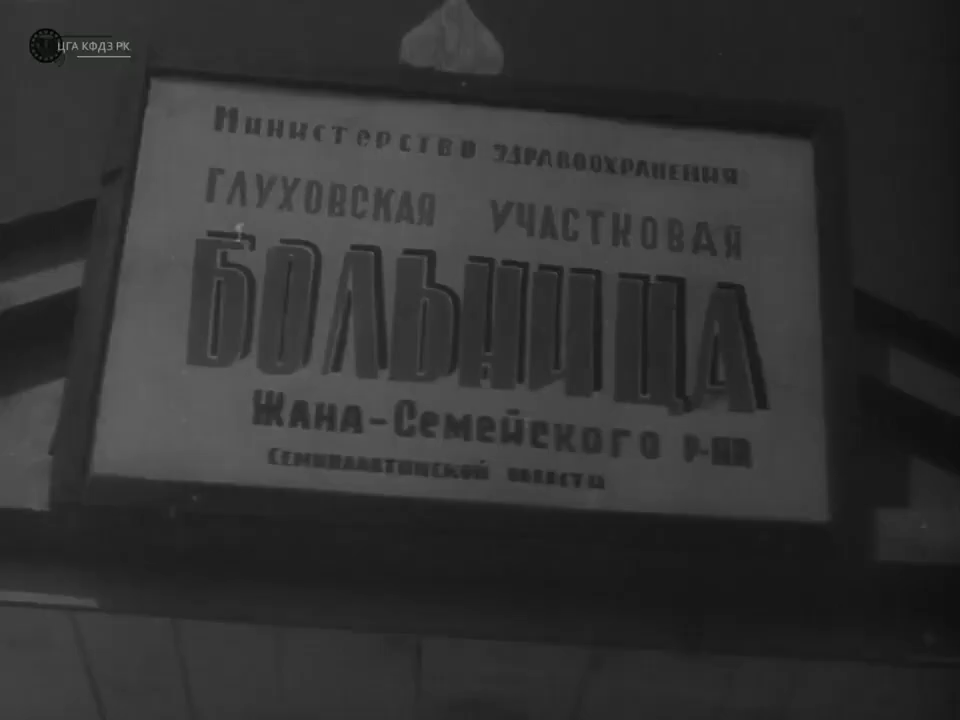 ЦГА КФДЗ РК
Министерство здравоохранения
Глуховская участковая
Больница
Жана-Семейского р-на
Семипалатинской области